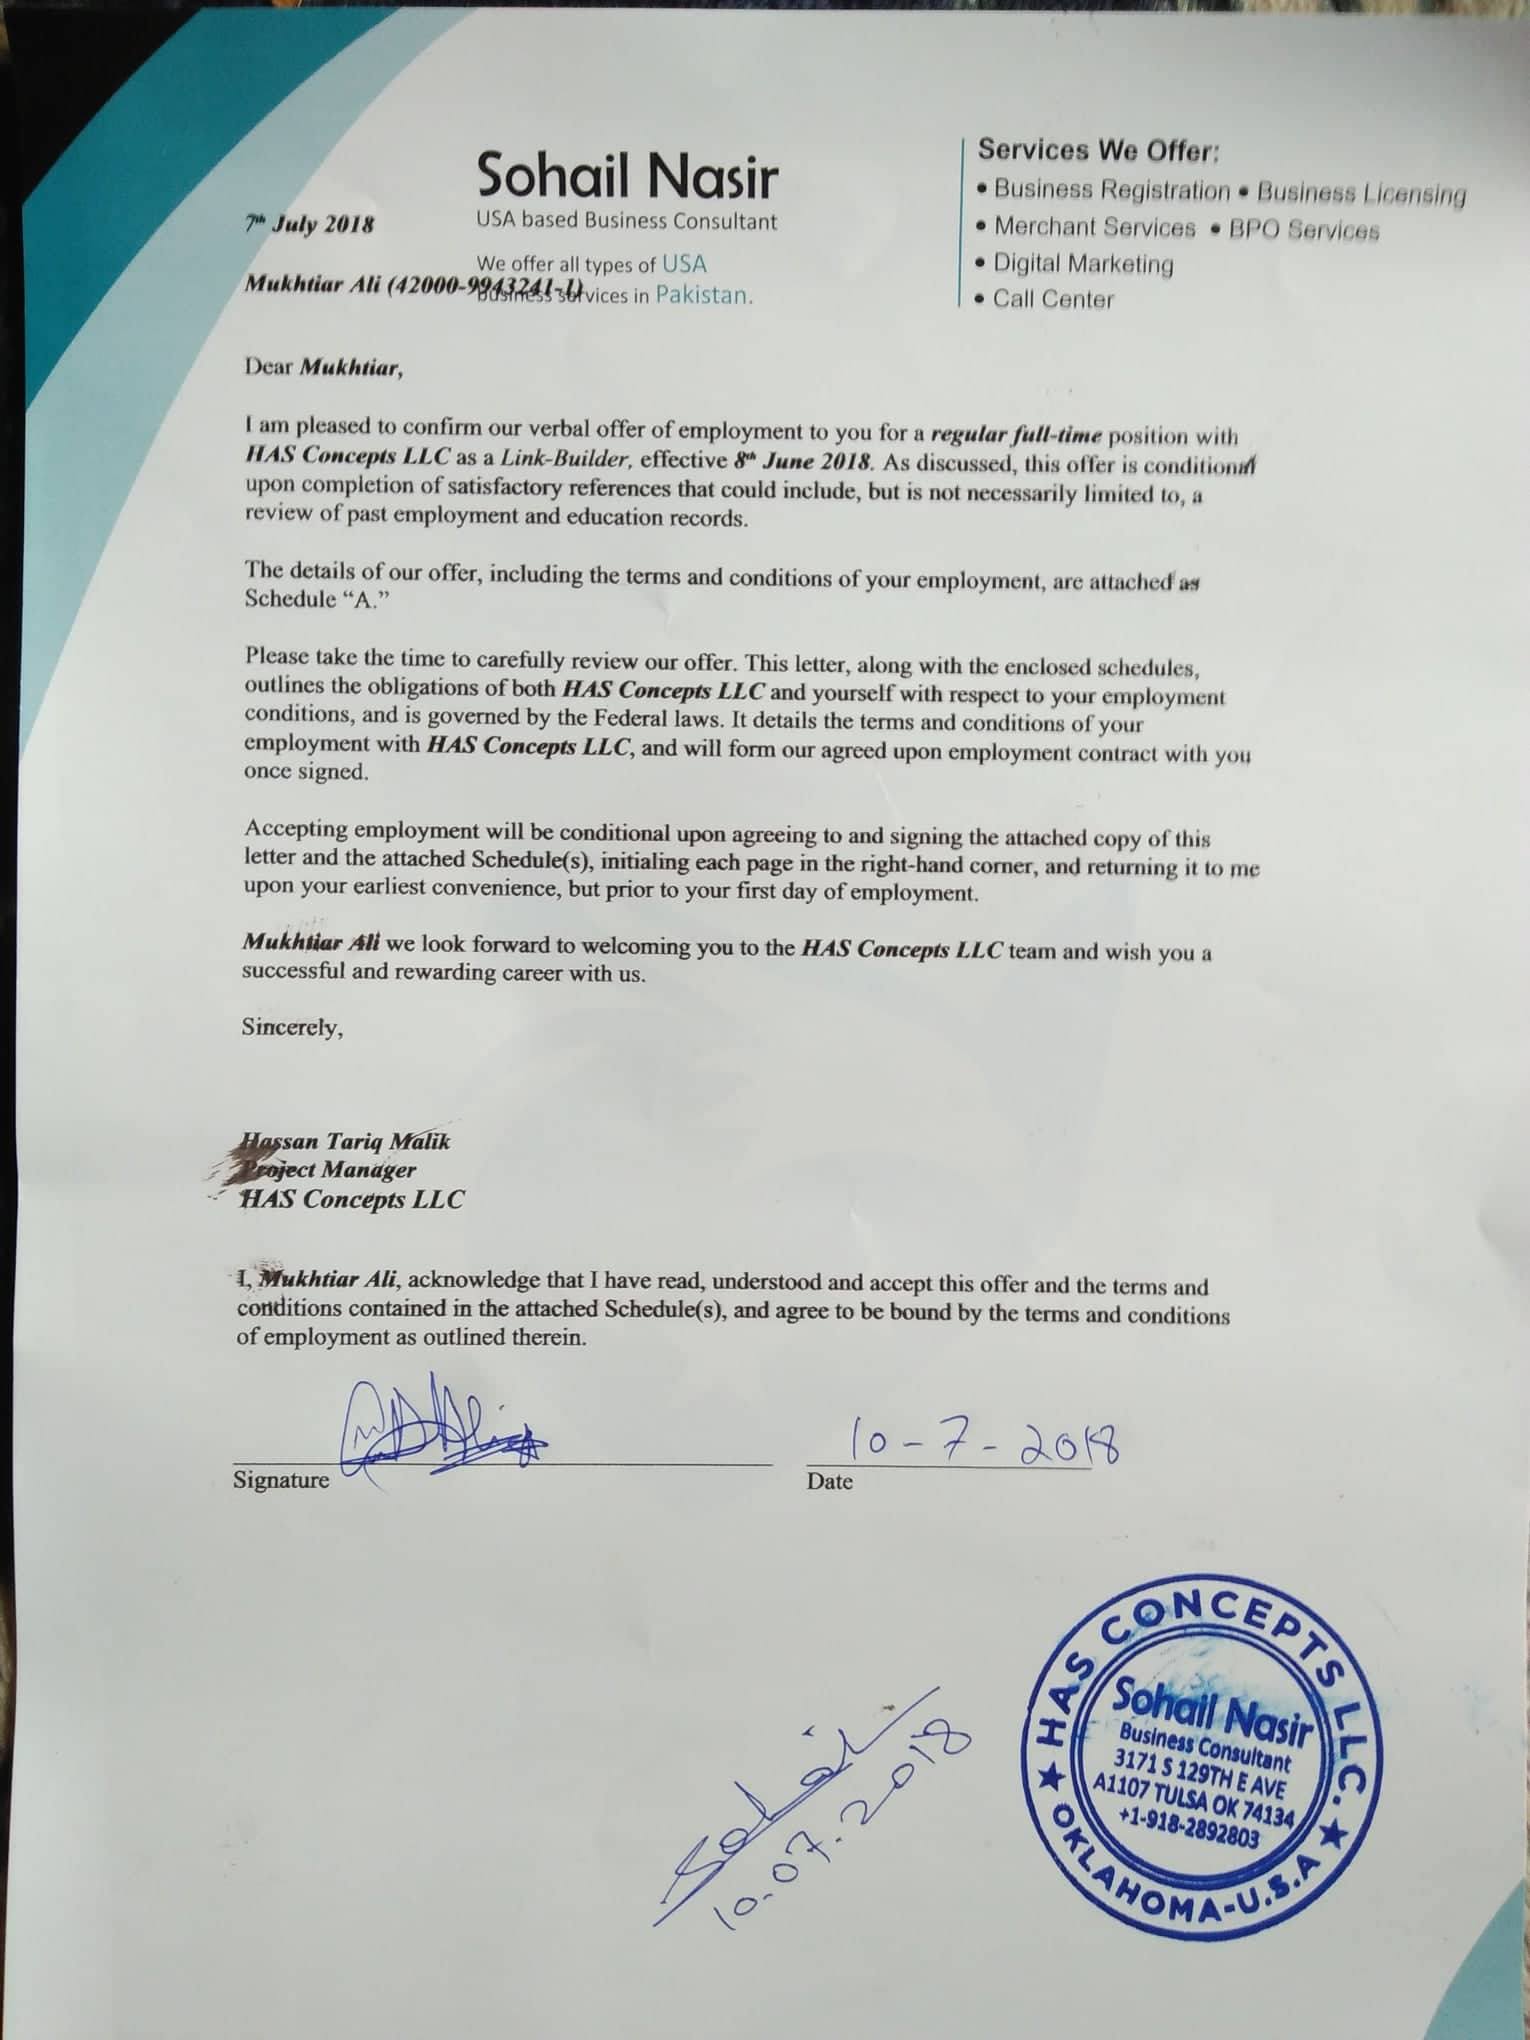 Sohail Nasir
USA based Business Consultant
We offer all types of USA
Business services in Pakistan.
Services We Offer:
• Business Registration • Business Licensing
• Merchant Services • BPO Services
• Digital Marketing
• Call Center
7th July 2018
Mukhtiar Ali (42000-9943241-1)
Dear Mukhtiar,
I am pleased to confirm our verbal offer of employment to you for a regular full-time position with
HAS Concepts LLC as a Link-Builder, effective 8th June 2018. As discussed, this offer is conditional
upon completion of satisfactory references that could include, but is not necessarily limited to, a
review of past employment and education records.
The details of our offer, including the terms and conditions of your employment, are attached as
Schedule “A.”
Please take the time to carefully review our offer. This letter, along with the enclosed schedules,
outlines the obligations of both HAS Concepts LLC and yourself with respect to your employment
conditions, and is governed by the Federal laws. It details the terms and conditions of your
employment with HAS Concepts LLC, and will form our agreed upon employment contract with you
once signed.
Accepting employment will be conditional upon agreeing to and signing the attached copy of this
letter and the attached Schedule(s), initialing each page in the right-hand corner, and returning it to me
upon your earliest convenience, but prior to your first day of employment.
Mukhtiar Ali we look forward to welcoming you to the HAS Concepts LLC team and wish you a
successful and rewarding career with us.
Sincerely,
Hassan Tariq Malik
Project Manager
HAS Concepts LLC
I, Mukhtiar Ali, acknowledge that I have read, understood and accept this offer and the terms and
conditions contained in the attached Schedule(s), and agree to be bound by the terms and conditions
of employment as outlined therein.
10-7-2018
Signature
Date
10.07.2018
HAS CONCEPTS LLC.
Sohail Nasir
Business Consultant
3171 S 129TH E AVE
A1107 TULSA OK 74134
+1-918-2892803
★ OKLAHOMA-U.S.A ★